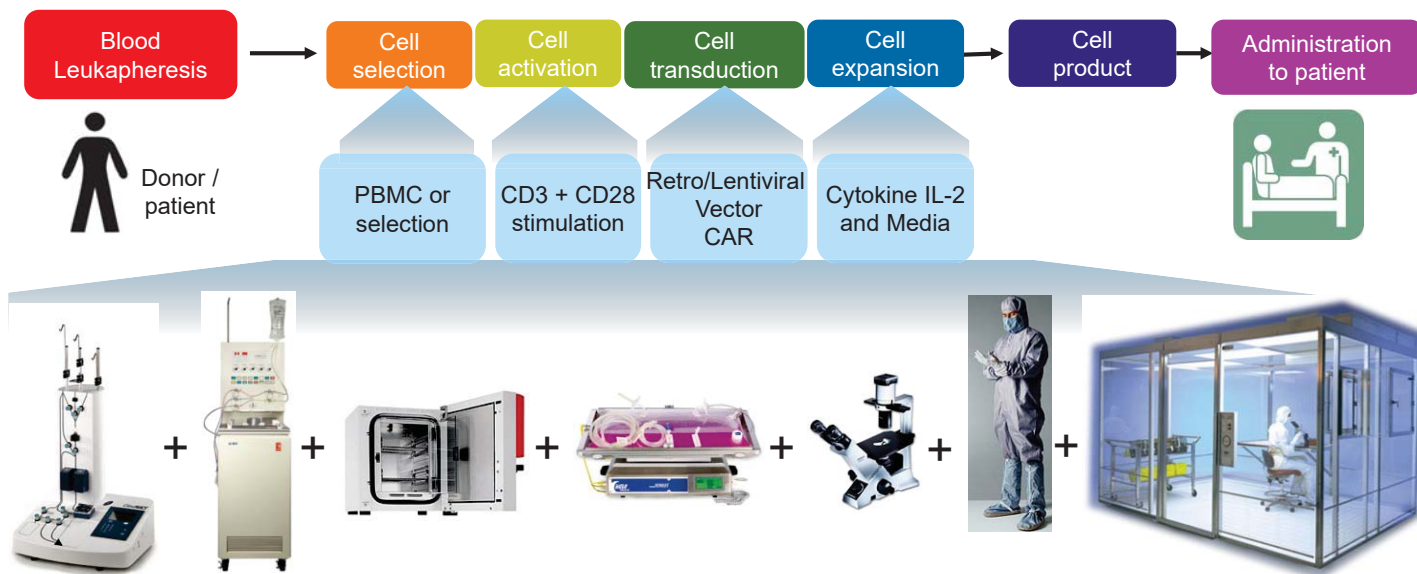 Blood
Leukapheresis
Cell
selection
Cell
activation
Cell
transduction
Cell
expansion
Cell
product
Administration
to patient
Donor /
patient
PBMC or
selection
CD3 + CD28
stimulation
Retro/Lentiviral
Vector
CAR
Cytokine IL-2
and Media
+
+
+
+
+
+